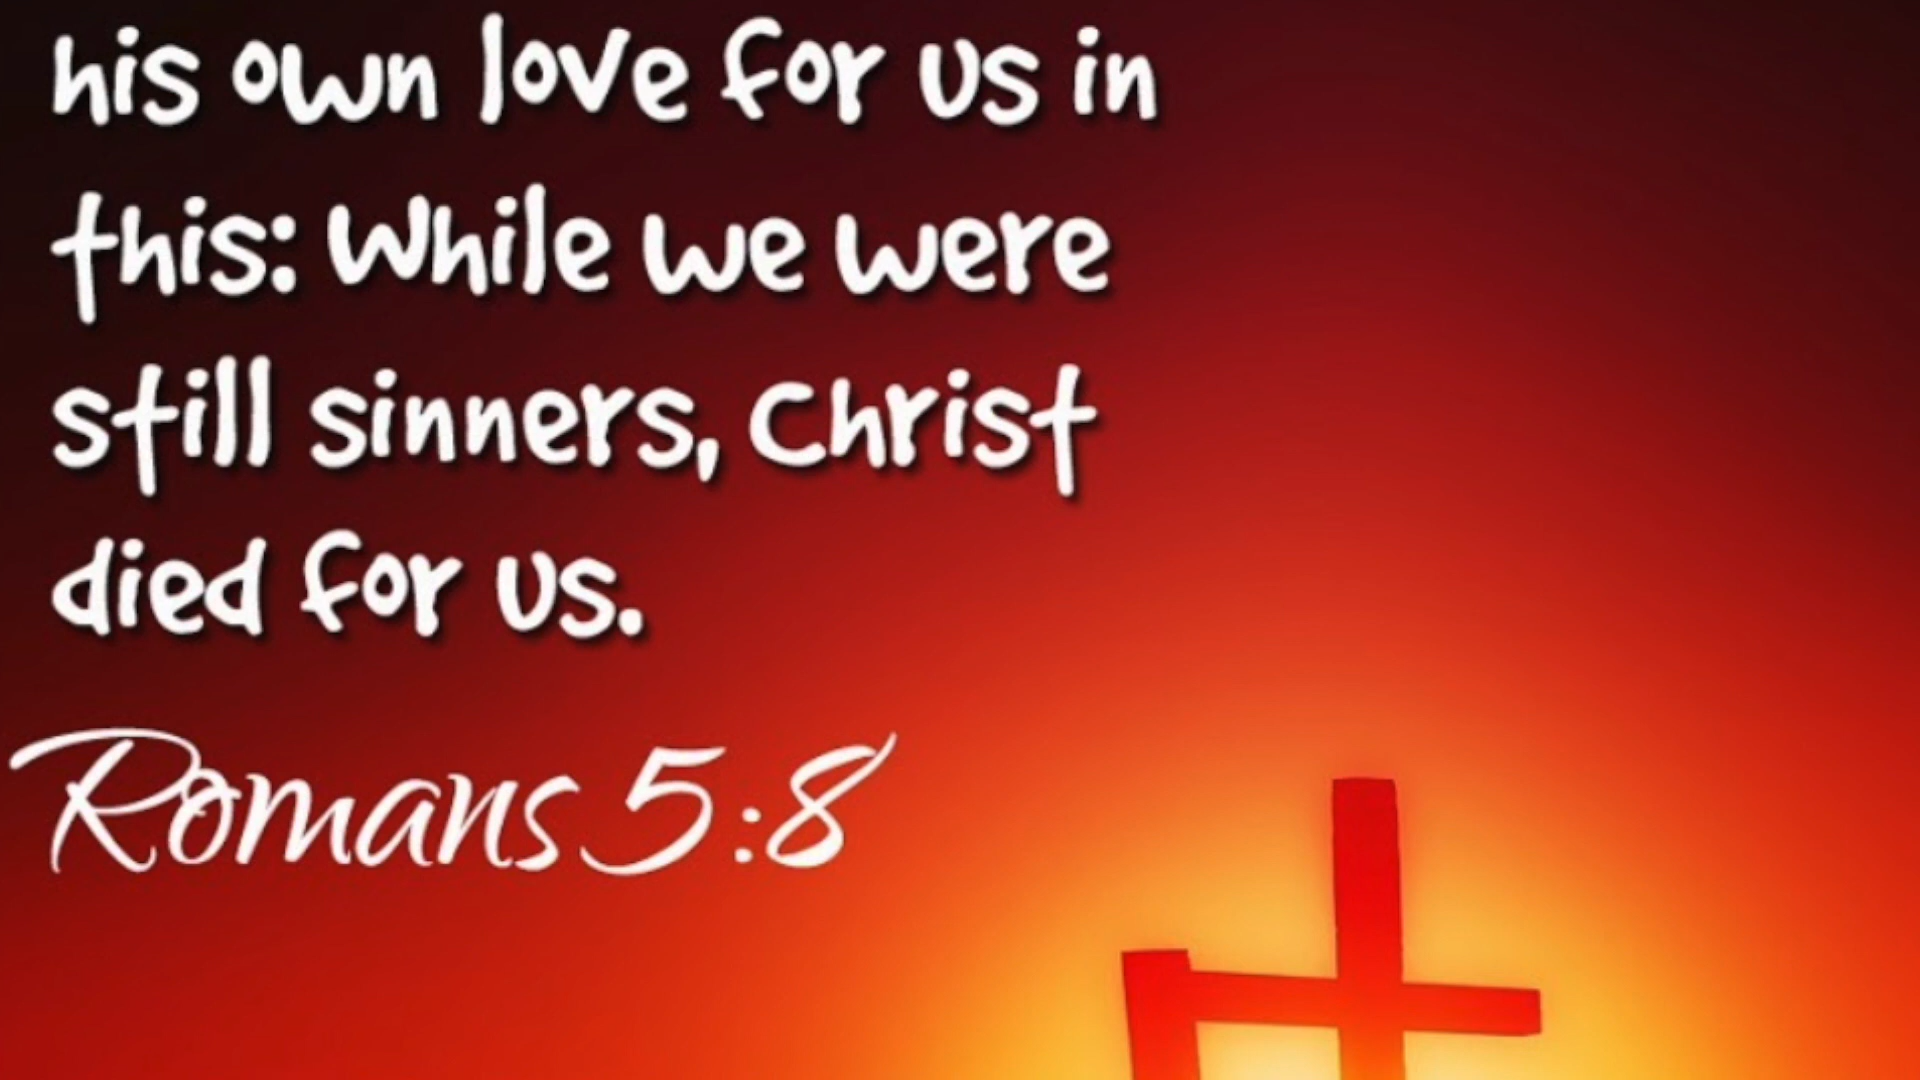 his own love for us in
this: While we were
still sinners, Christ
died for us.
Romans 5:8